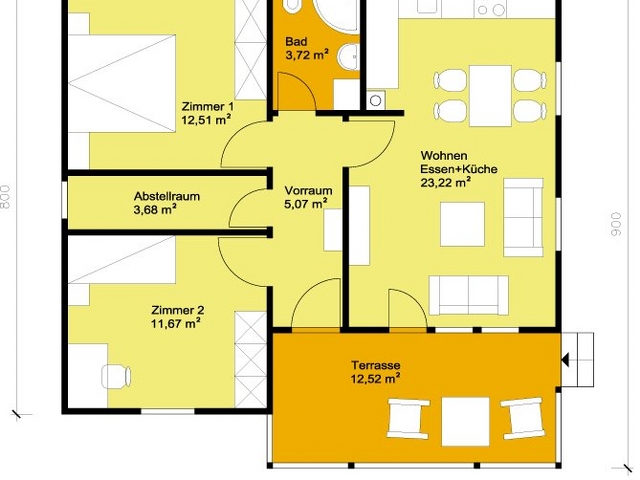 Bad
3,72 m²
Zimmer 1
12,51 m²
Wohnen
Essen+Küche
23,22 m²
Abstellraum
3,68 m²
Vorraum
5,07 m²
800
900
Zimmer 2
11,67 m²
Terrasse
12,52 m²